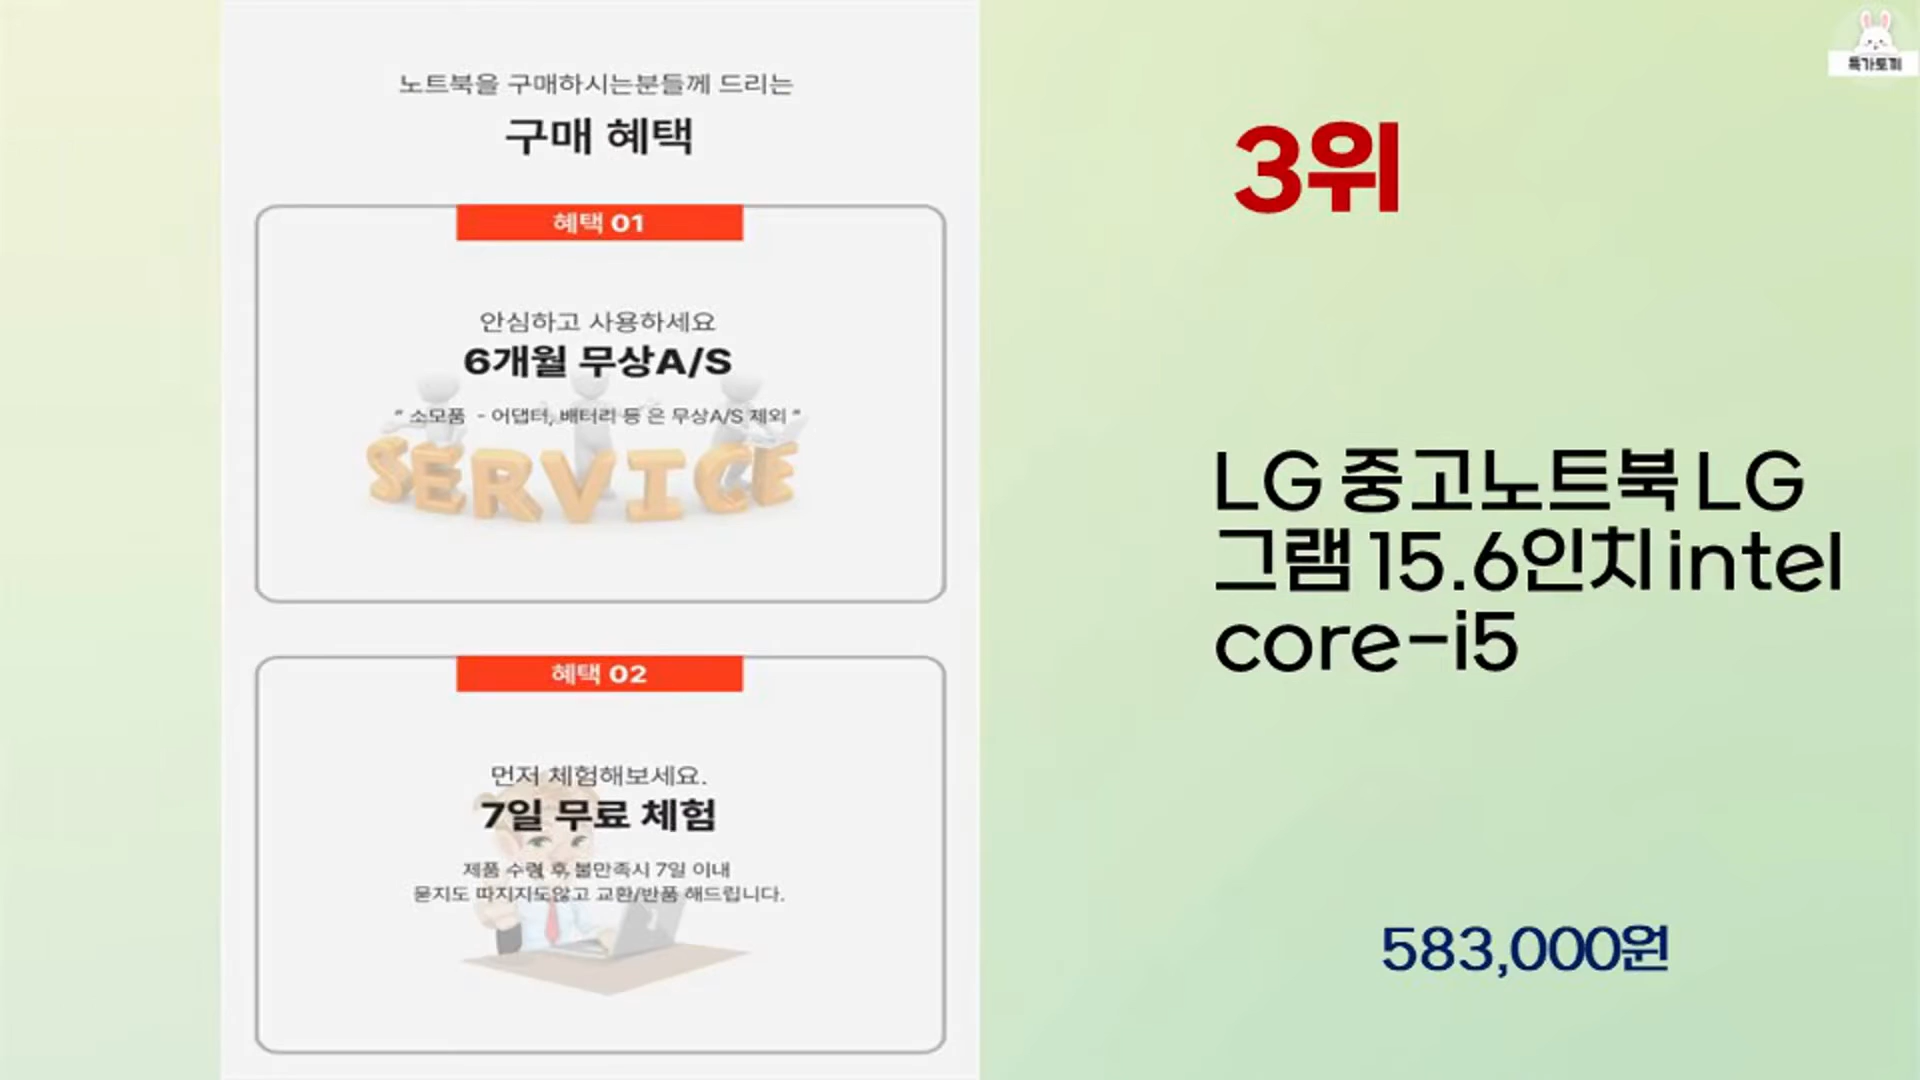 노트북을 구매하시는분들께 드리는
구매 혜택
혜택 01
안심하고 사용하세요
6개월 무상A/S
“ 소모품 - 어댑터, 배터리 등 은 무상A/S 제외 “
SERVICE
혜택 02
먼저 체험해보세요.
7일 무료 체험
제품 수령 후, 불만족시 7일 이내
묻지도 따지지도않고 교환/반품 해드립니다.
특가토끼
3위
LG 중고노트북 LG
그램 15.6인치 intel
core-i5
583,000원